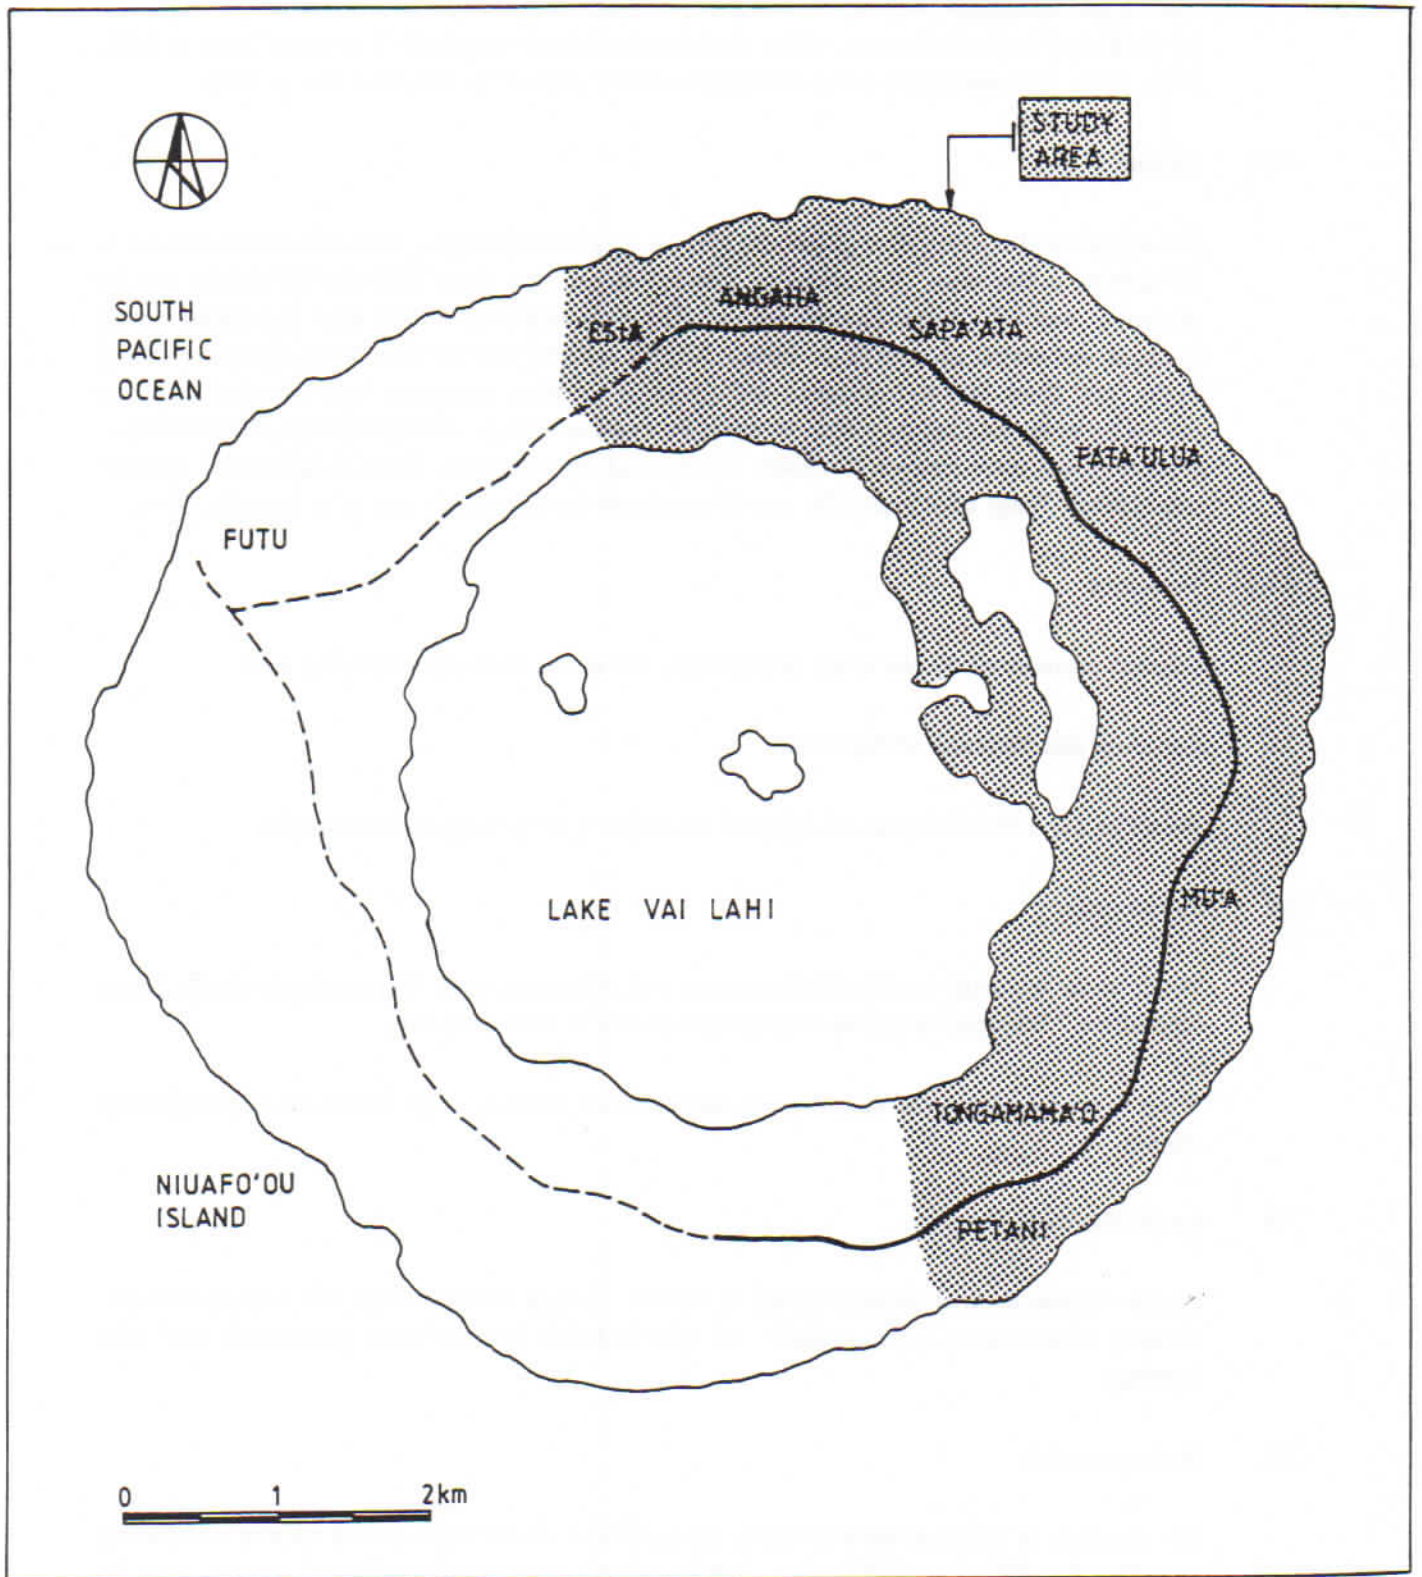 STUDY
AREA
SOUTH
PACIFIC
OCEAN
ANGAHA
'ESIA
SAPA'ATA
FATA'ULUA
FUTU
MU'A
LAKE VAI LAHI
TONGAMAMA'O
PETANI
NIUAFO'OU
ISLAND
0 1 2km